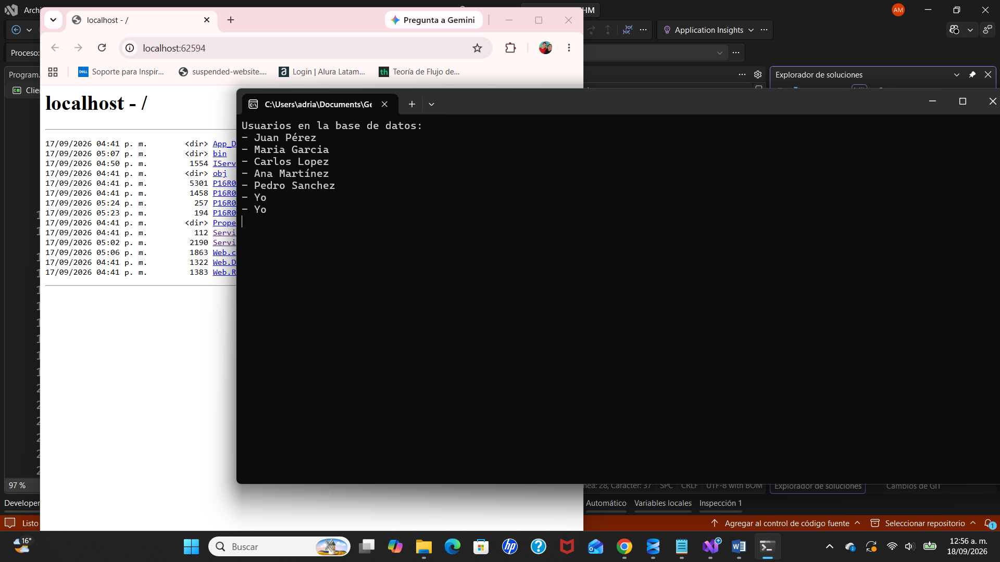 Archi
HM
AM
localhost - /
Pregunta a Gemini
Application Insights
Proceso:
localhost:62594
Soporte para Inspir...
suspended-website....
Login | Alura Latam...
Teoría de Flujo de...
Program.
Explorador de soluciones
Clie
localhost - /
C:\Users\adria\Documents\Ge
17/09/2026 04:41 p. m. <dir> App_D
17/09/2026 05:07 p. m. <dir> bin
17/09/2026 04:50 p. m. 1554 IServ
17/09/2026 04:41 p. m. <dir> obj
17/09/2026 04:41 p. m. 5301 P16R0
17/09/2026 04:41 p. m. 1458 P16R0
17/09/2026 05:24 p. m. 257 P16R0
17/09/2026 05:23 p. m. 194 P16R0
17/09/2026 04:41 p. m. <dir> Prope
17/09/2026 04:41 p. m. 112 Servi
17/09/2026 05:02 p. m. 2190 Servi
17/09/2026 05:06 p. m. 1863 Web.c
17/09/2026 04:41 p. m. 1322 Web.D
17/09/2026 04:41 p. m. 1383 Web.R
Usuarios en la base de datos:
- Juan Pérez
- Maria Garcia
- Carlos Lopez
- Ana Martínez
- Pedro Sanchez
- Yo
- Yo
97 %
Carácter: 37 SPC CRLF UTF-8 with BOM
Explorador de soluciones
Cambios de GIT
Developer
Automático
Variables locales
Inspección 1
Listo
Agregar al control de código fuente
Seleccionar repositorio
1
16°
Buscar
12:56 a. m.
18/09/2026